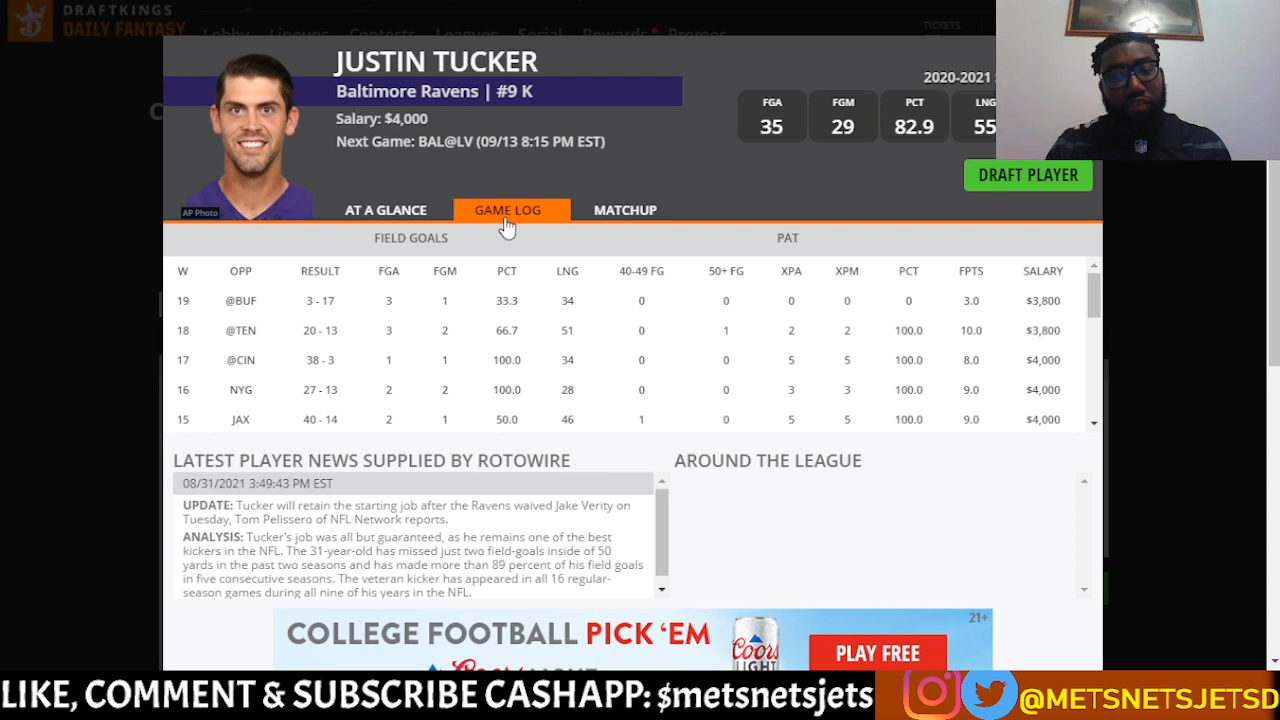 DRAFTKINGS
DAILY FANTASY
Lobby Lineups Contests Leagues Social Rewards Promos
TICKETS
JUSTIN TUCKER
Baltimore Ravens | #9 K
Salary: $4,000
Next Game: BAL@LV (09/13 8:15 PM EST)
2020-2021
FGA FGM PCT LNG
35 29 82.9 55
DRAFT PLAYER
AP Photo
AT A GLANCE GAME LOG MATCHUP
FIELD GOALS PAT
W OPP RESULT FGA FGM PCT LNG 40-49 FG 50+ FG XPA XPM PCT FPTS SALARY
19 @BUF 3 - 17 3 1 33.3 34 0 0 0 0 0 3.0 $3,800
18 @TEN 20 - 13 3 2 66.7 51 0 1 2 2 100.0 10.0 $3,800
17 @CIN 38 - 3 1 1 100.0 34 0 0 5 5 100.0 8.0 $4,000
16 NYG 27 - 13 2 2 100.0 28 0 0 3 3 100.0 9.0 $4,000
15 JAX 40 - 14 2 1 50.0 46 1 0 5 5 100.0 9.0 $4,000
LATEST PLAYER NEWS SUPPLIED BY ROTOWIRE
AROUND THE LEAGUE
08/31/2021 3:49:43 PM EST
UPDATE: Tucker will retain the starting job after the Ravens waived Jake Verity on
Tuesday, Tom Pelissero of NFL Network reports.
ANALYSIS: Tucker's job was all but guaranteed, as he remains one of the best
kickers in the NFL. The 31-year-old has missed just two field-goals inside of 50
yards in the past two seasons and has made more than 89 percent of his field goals
in five consecutive seasons. The veteran kicker has appeared in all 16 regular-
season games during all nine of his years in the NFL.
21+
COLLEGE FOOTBALL PICK 'EM
Coors
LIGHT
PLAY FREE
LIKE, COMMENT & SUBSCRIBE CASHAPP: $metsnetsjets
@METSNETSJETSD